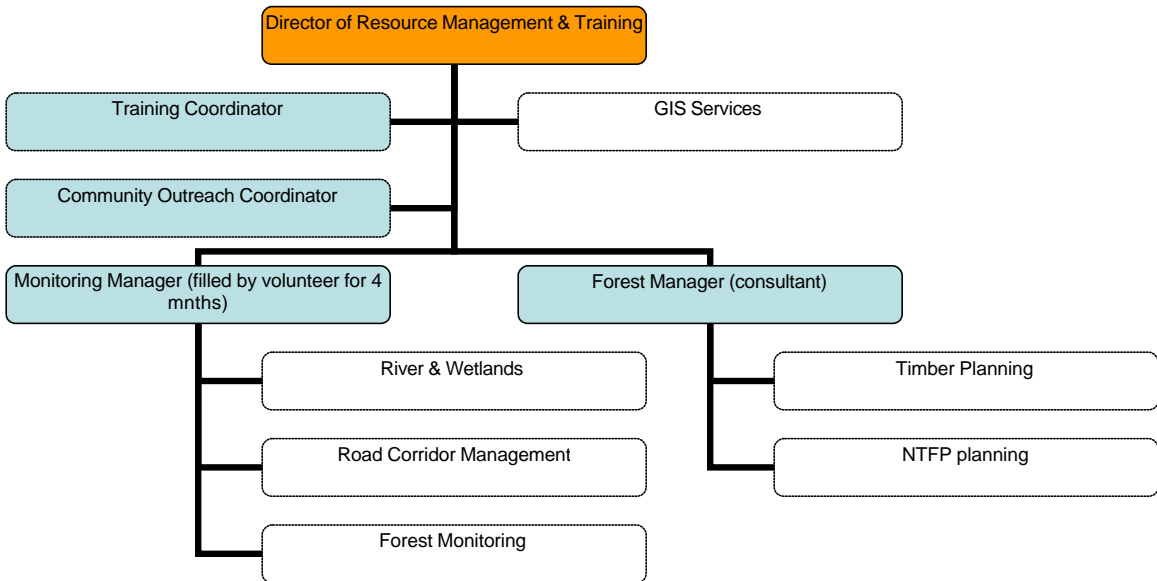 Director of Resource Management & Training
Training Coordinator
GIS Services
Community Outreach Coordinator
Monitoring Manager (filled by volunteer for 4
mnths)
Forest Manager (consultant)
River & Wetlands
Timber Planning
Road Corridor Management
NTFP planning
Forest Monitoring